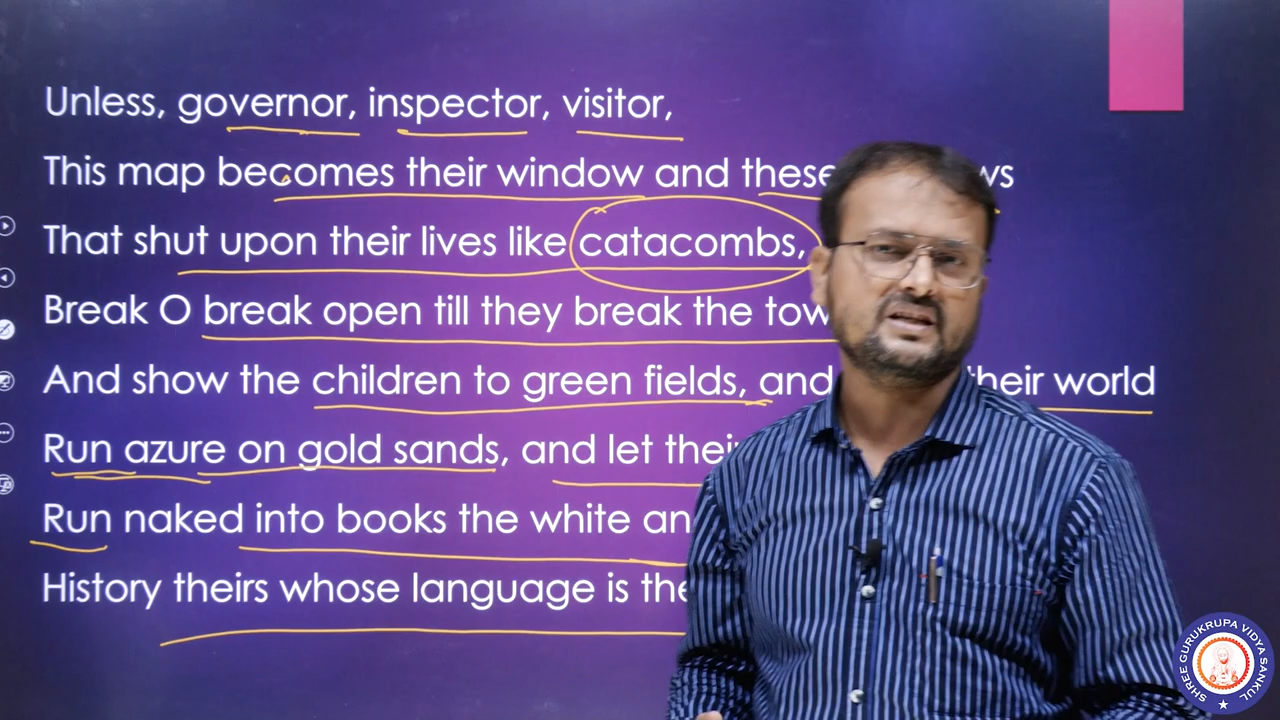 Unless, governor, inspector, visitor,
This map becomes their window and these
That shut upon their lives like catacombs,
Break O break open till they break the
And show the children to green fields, and their world
Run azure on gold sands, and let their
Run naked into books the white
History theirs whose language is the
SHREE GURUKRUPA VIDYA SANKUL